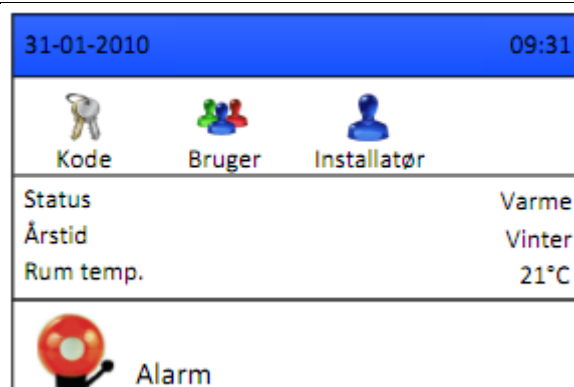 31-01-2010 09:31
Kode Bruger Installatør
Status Varme
Årstid Vinter
Rum temp. 21°C
Alarm